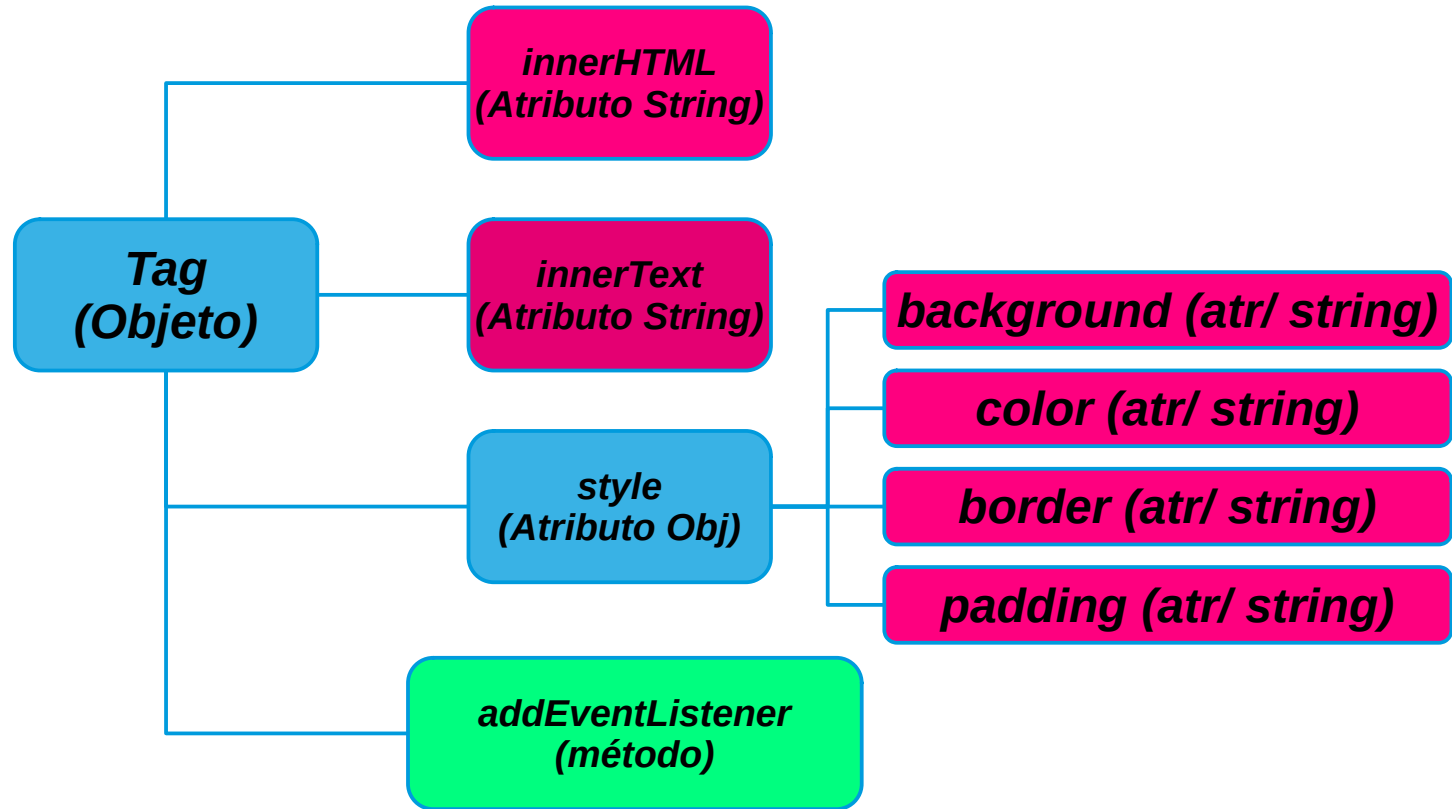 innerHTML
(Atributo String)
Tag
(Objeto)
innerText
(Atributo String)
background (atr/ string)
color (atr/ string)
style
(Atributo Obj)
border (atr/ string)
padding (atr/ string)
addEventListener
(método)